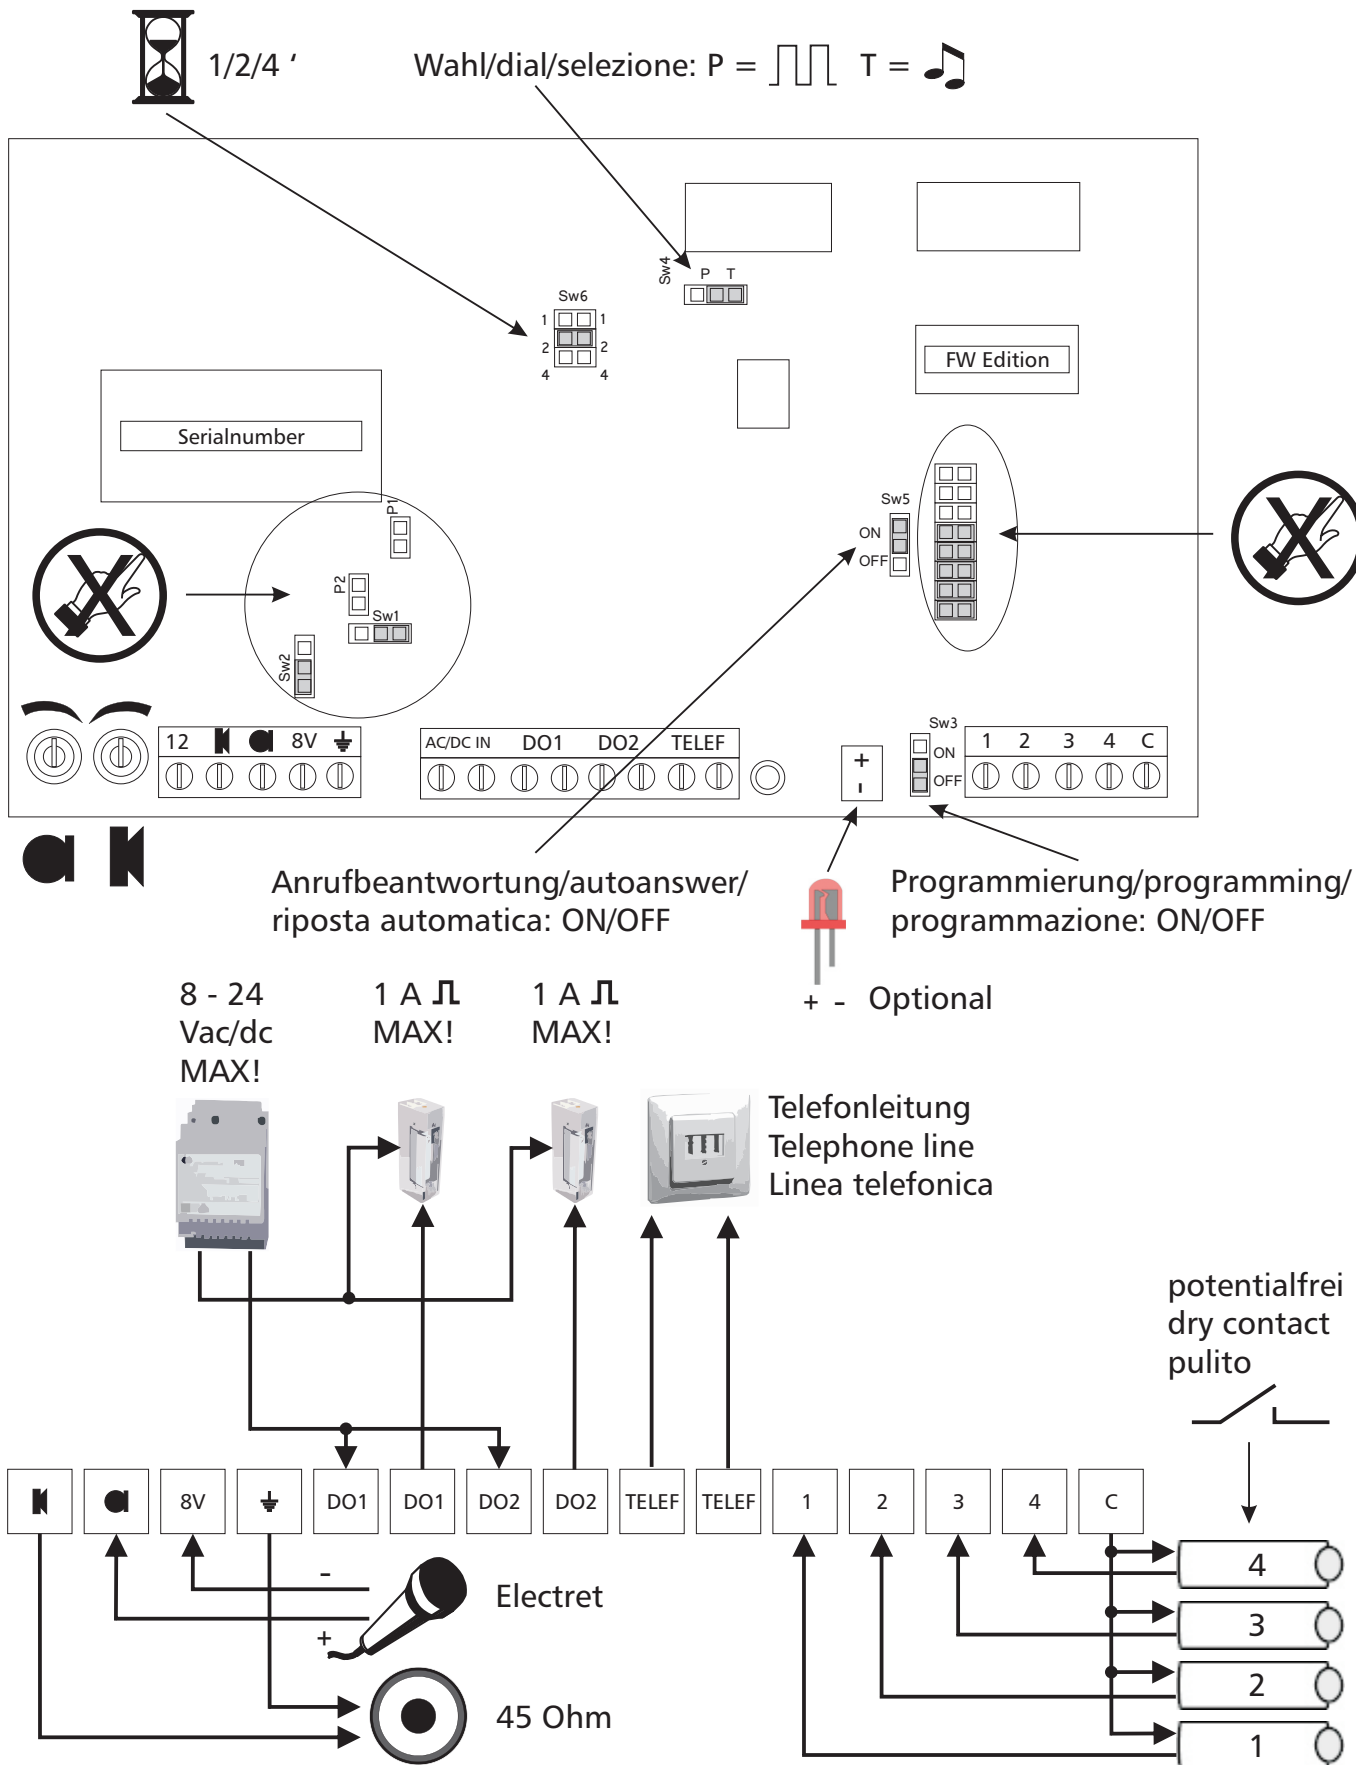 1/2/4 ‘
Wahl/dial/selezione: P = T =
Sw4
P T
Sw6
1 1
2 2
4 4
FW Edition
Serialnumber
P1
Sw5
ON
OFF
P2
Sw1
Sw2
Sw3
ON
OFF
12 8V
AC/DC IN DO1 DO2 TELEF
+
-
1 2 3 4 C
Anrufbeantwortung/autoanswer/
riposta automatica: ON/OFF
Programmierung/programming/
programmazione: ON/OFF
+ - Optional
8 - 24
Vac/dc
MAX!
1 A
MAX!
1 A
MAX!
Telefonleitung
Telephone line
Linea telefonica
potentialfrei
dry contact
pulito
8V DO1 DO1 DO2 DO2 TELEF TELEF 1 2 3 4 C
-
+
Electret
45 Ohm
4
3
2
1